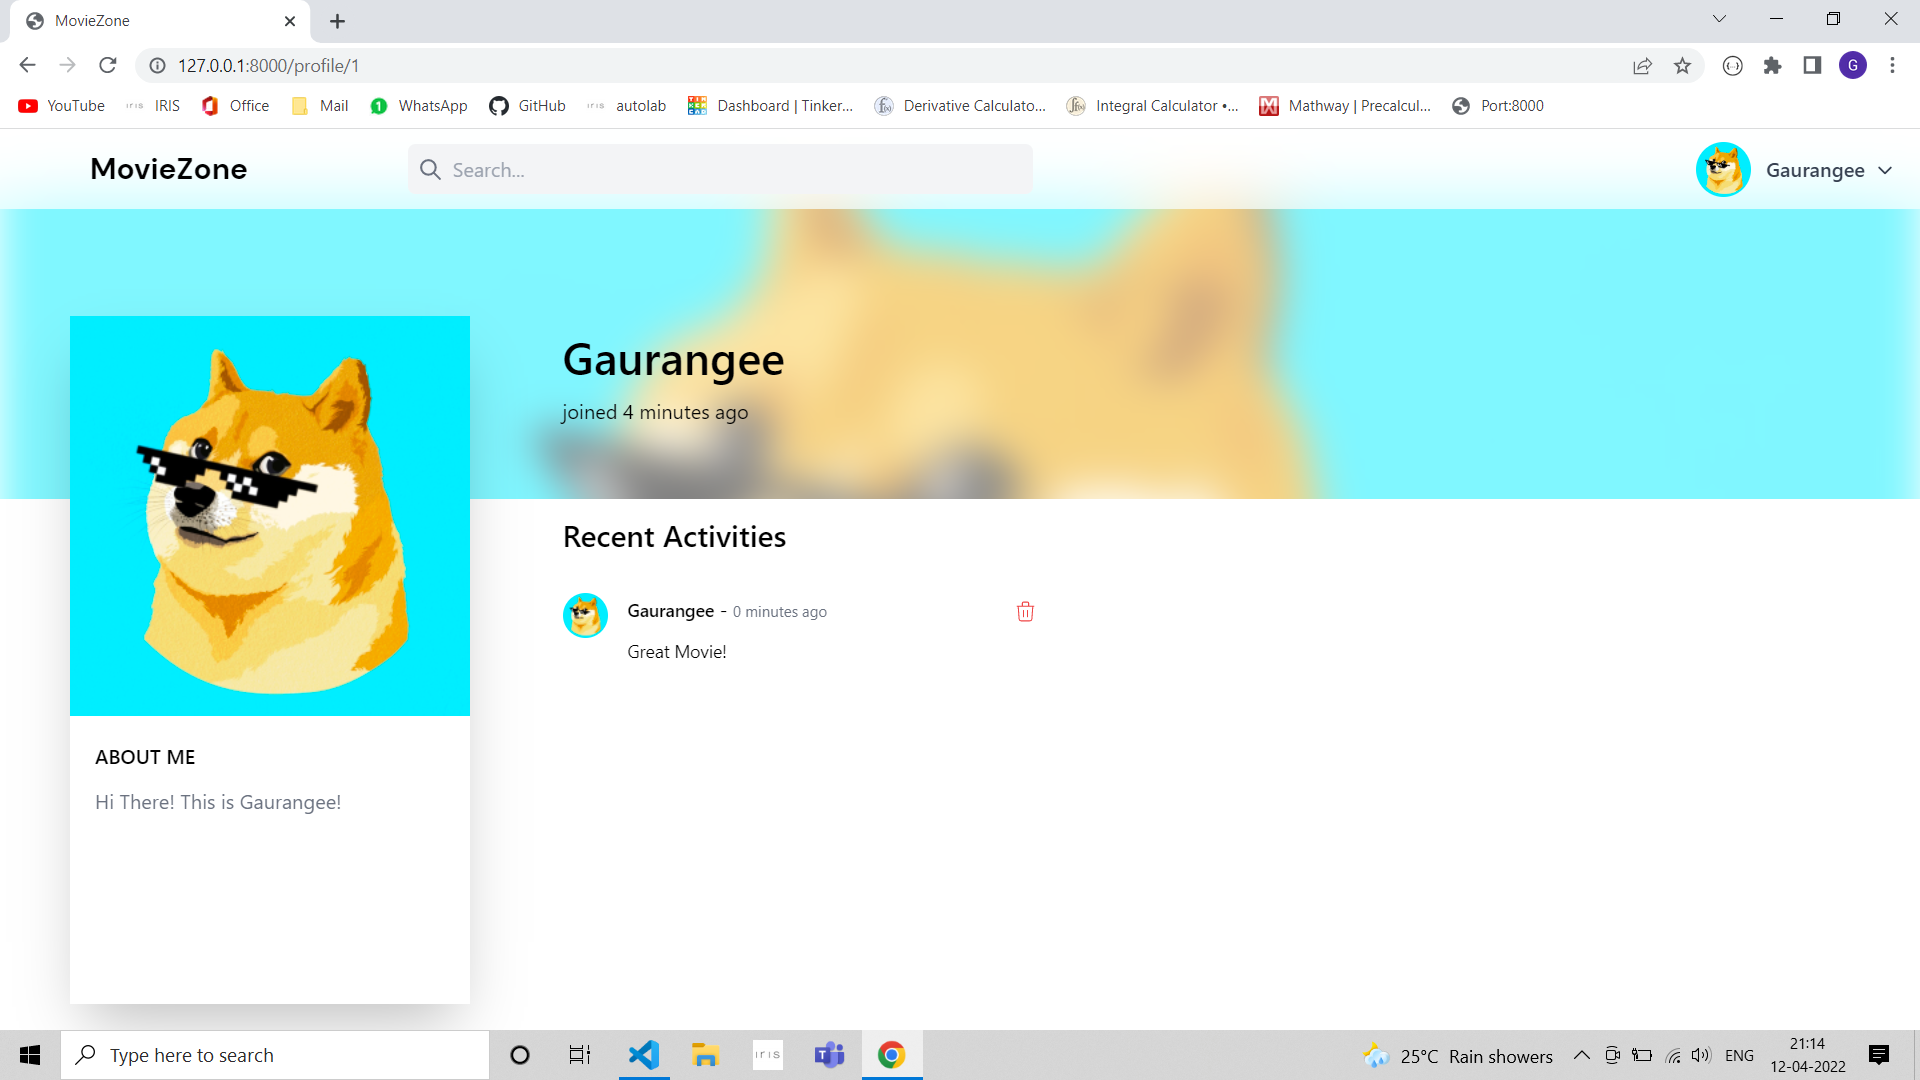 MovieZone
127.0.0.1:8000/profile/1
G
YouTube
IRIS
Office
Mail
WhatsApp
GitHub
autolab
Dashboard | Tinker...
Derivative Calculato...
Integral Calculator •...
Mathway | Precalcul...
Port:8000
MovieZone
Search...
Gaurangee
Gaurangee
joined 4 minutes ago
Recent Activities
Gaurangee - 0 minutes ago
Great Movie!
ABOUT ME
Hi There! This is Gaurangee!
Type here to search
iris
25°C Rain showers
ENG
21:14
12-04-2022